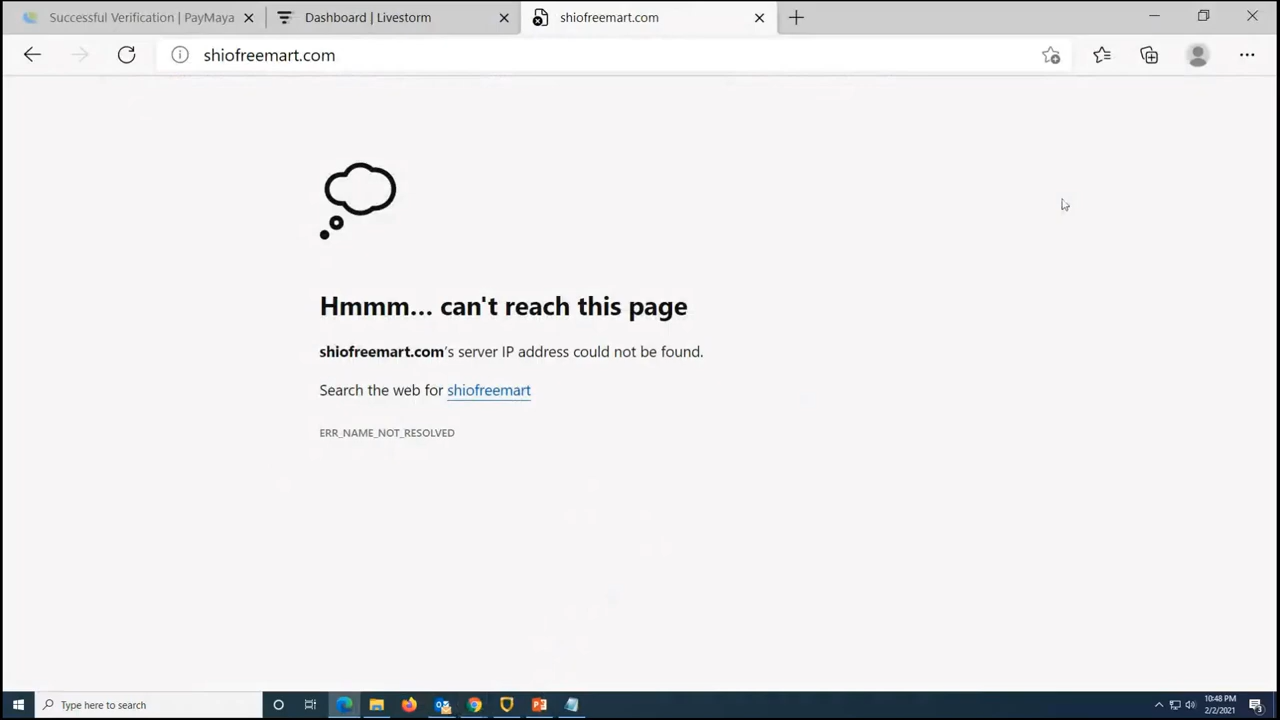 Successful Verification | PayMaya
Dashboard | Livestorm
shiofreemart.com
shiofreemart.com
Hmmm... can't reach this page
shiofreemart.com's server IP address could not be found.
Search the web for shiofreemart
ERR_NAME_NOT_RESOLVED
Type here to search
10:48 PM
2/2/2021